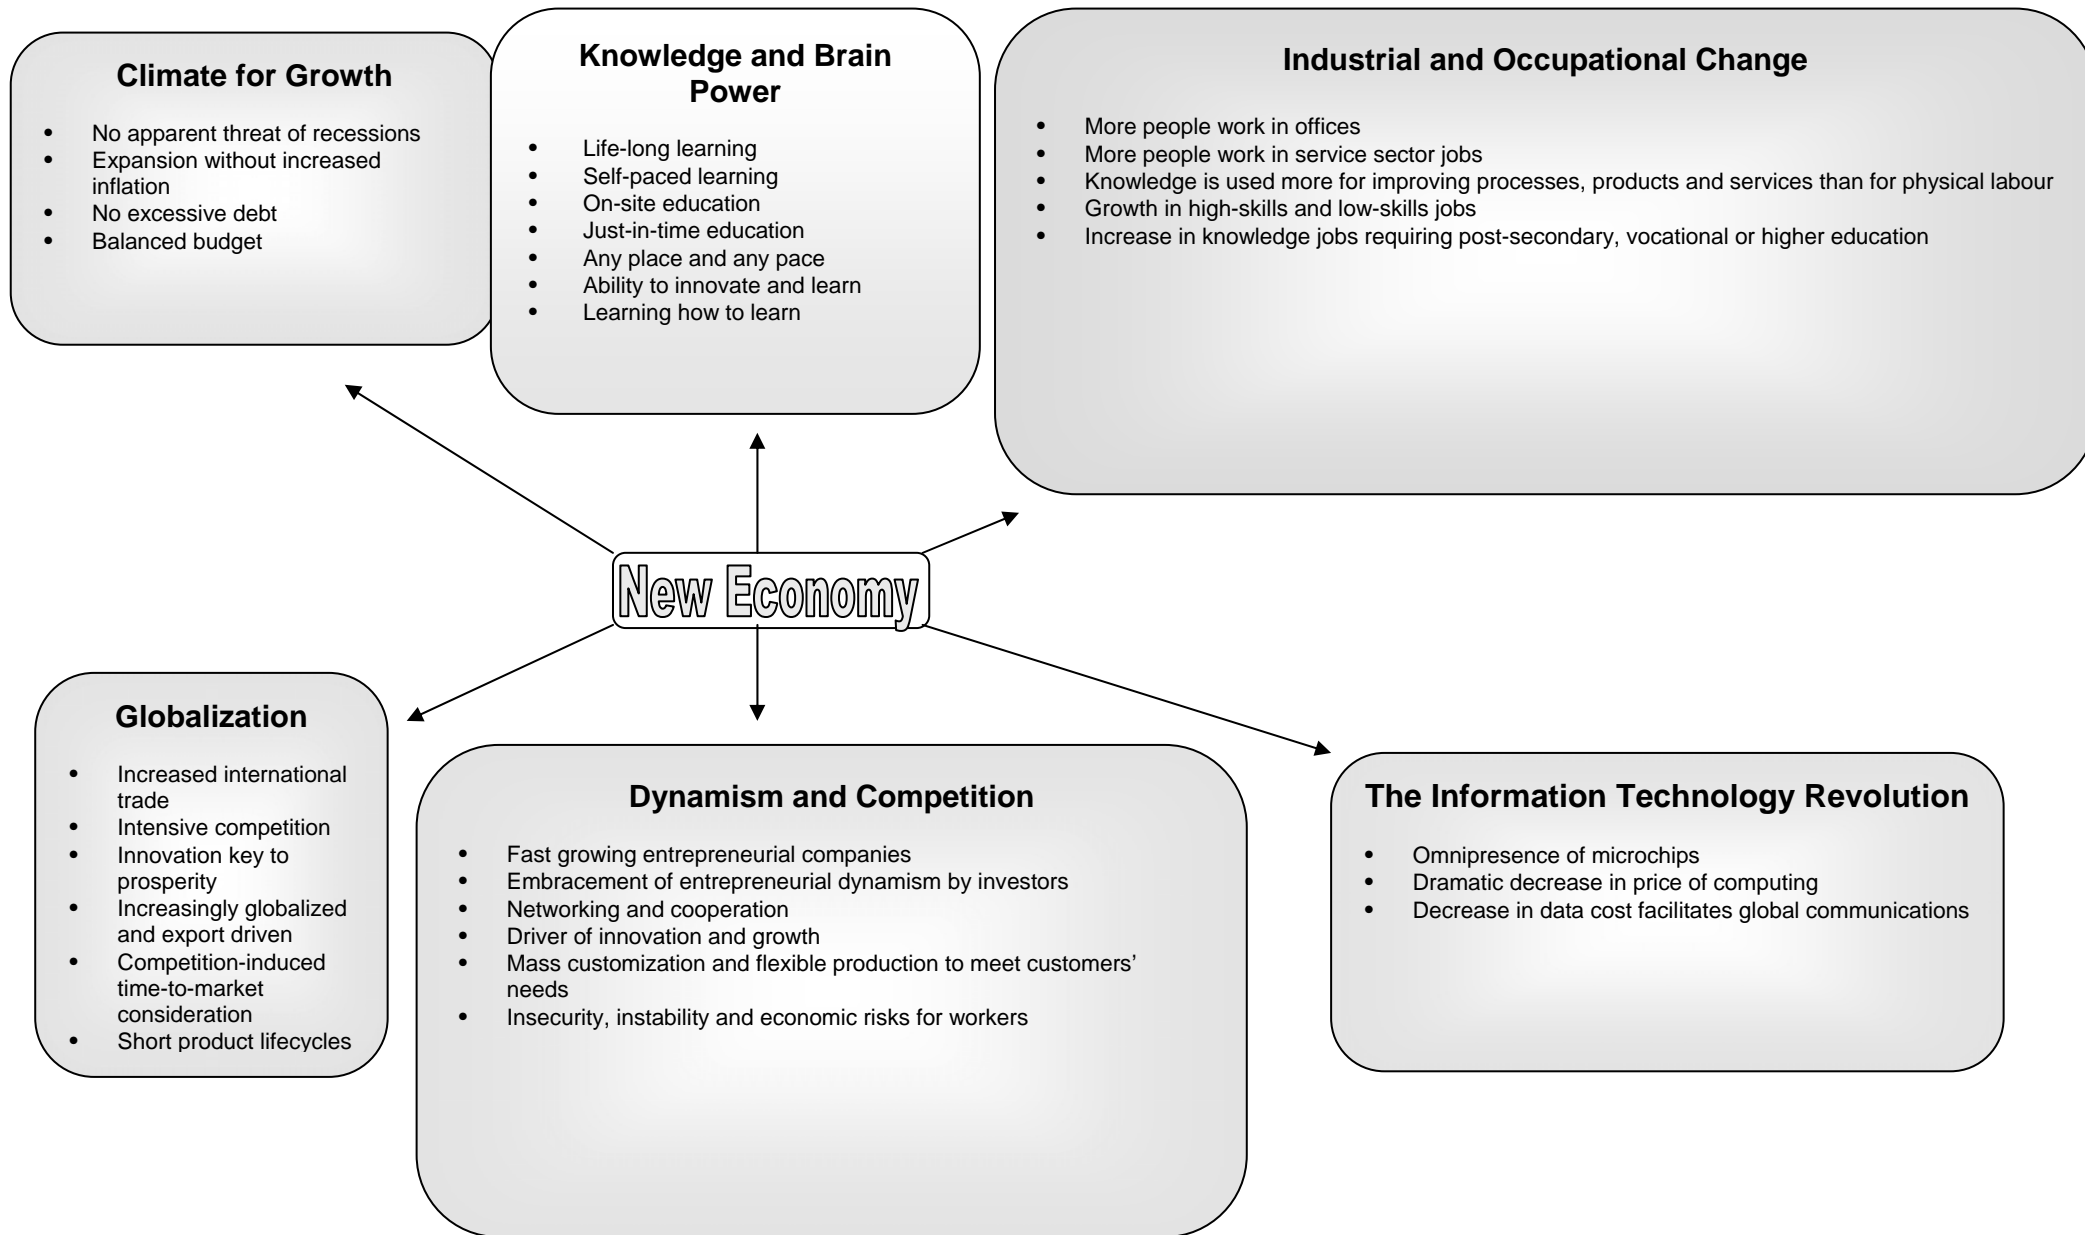 Climate for Growth
• No apparent threat of recessions
• Expansion without increased
inflation
• No excessive debt
• Balanced budget
Knowledge and Brain
Power
• Life-long learning
• Self-paced learning
• On-site education
• Just-in-time education
• Any place and any pace
• Ability to innovate and learn
• Learning how to learn
Industrial and Occupational Change
• More people work in offices
• More people work in service sector jobs
• Knowledge is used more for improving processes, products and services than for physical labour
• Growth in high-skills and low-skills jobs
• Increase in knowledge jobs requiring post-secondary, vocational or higher education
New Economy
Globalization
• Increased international
trade
• Intensive competition
• Innovation key to
prosperity
• Increasingly globalized
and export driven
• Competition-induced
time-to-market
consideration
• Short product lifecycles
Dynamism and Competition
• Fast growing entrepreneurial companies
• Embracement of entrepreneurial dynamism by investors
• Networking and cooperation
• Driver of innovation and growth
• Mass customization and flexible production to meet customers’
needs
• Insecurity, instability and economic risks for workers
The Information Technology Revolution
• Omnipresence of microchips
• Dramatic decrease in price of computing
• Decrease in data cost facilitates global communications